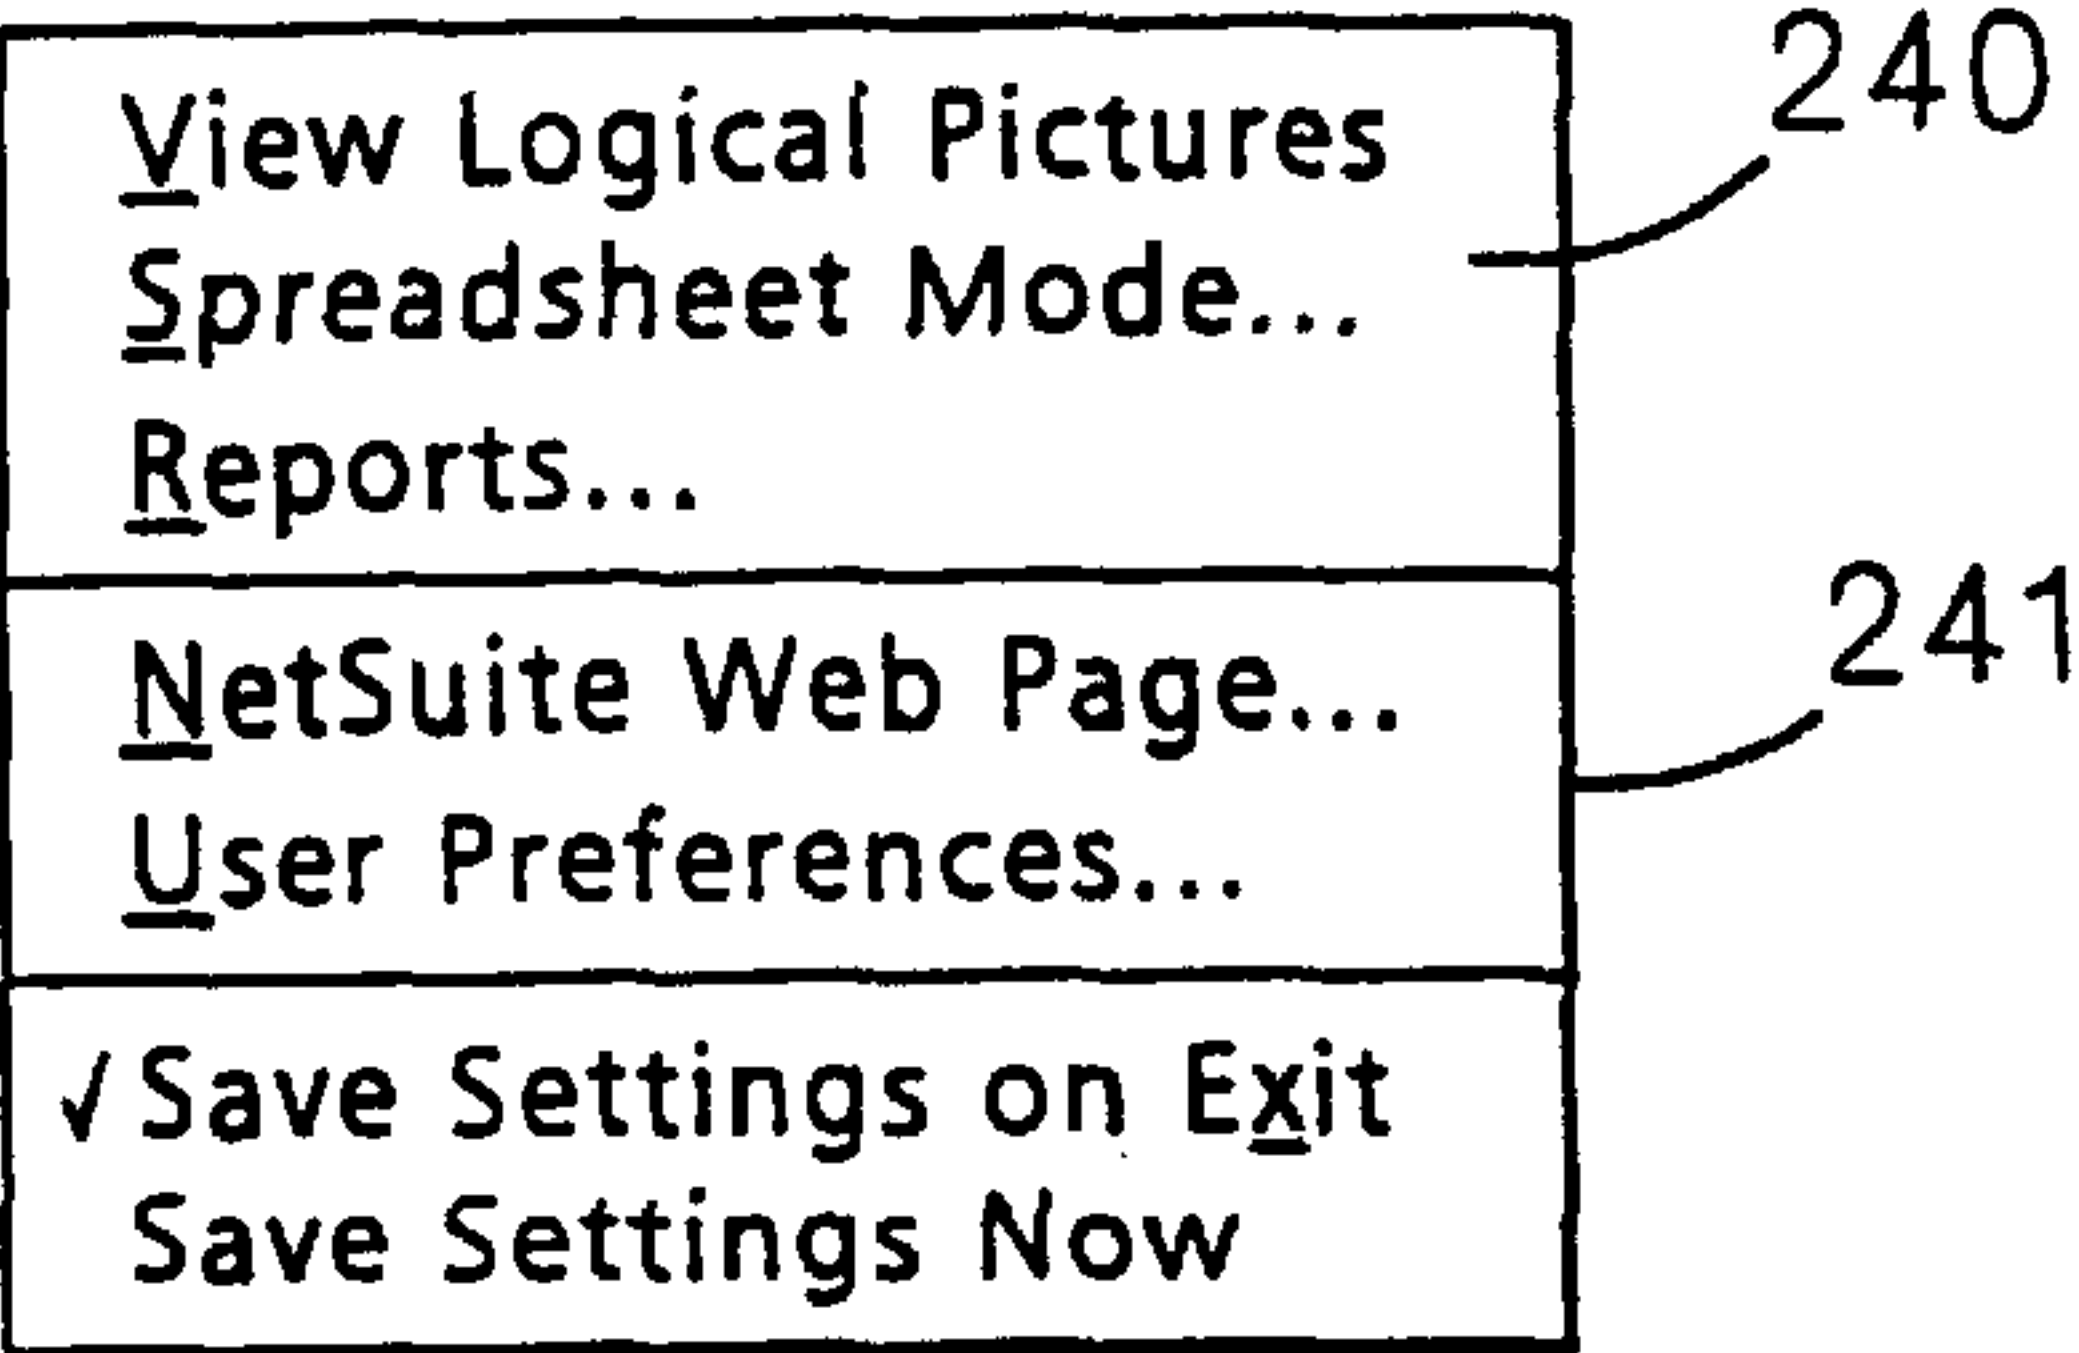 View Logical Pictures
240
Spreadsheet Mode...
Reports...
241
NetSuite Web Page...
User Preferences...
√ Save Settings on Exit
Save Settings Now